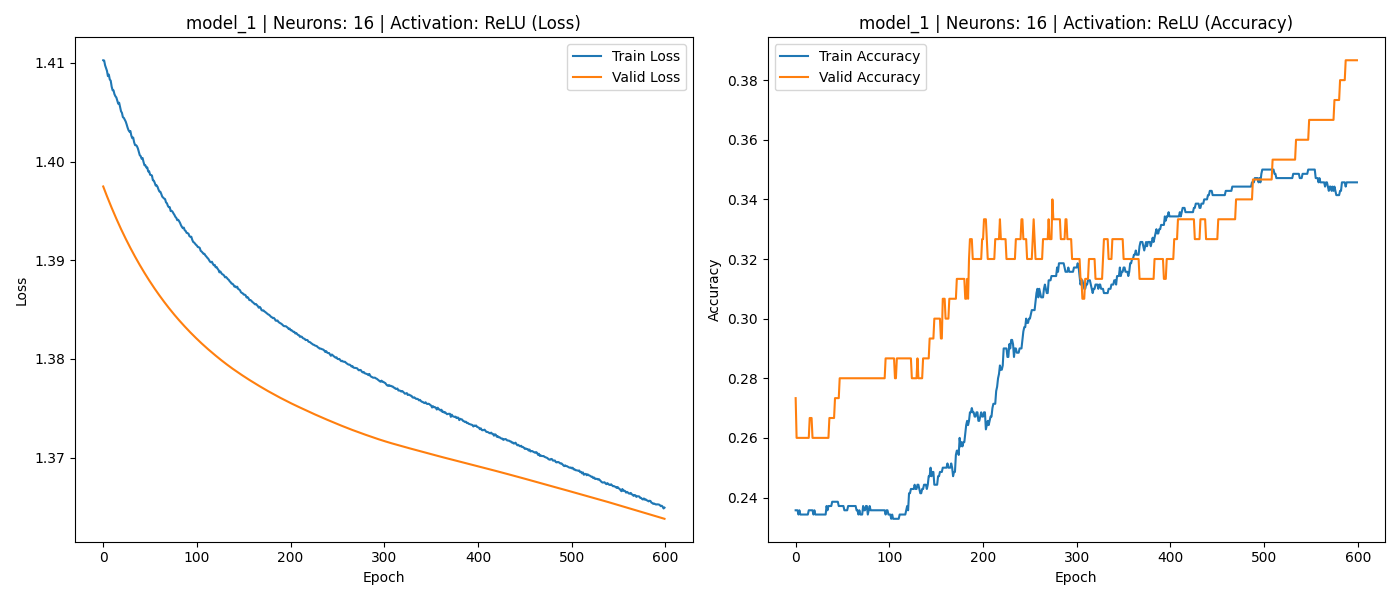 model_1 | Neurons: 16 | Activation: ReLU (Loss)
Train Loss
Valid Loss
1.41
1.40
1.39
1.38
1.37
Loss
0 100 200 300 400 500 600
Epoch
model_1 | Neurons: 16 | Activation: ReLU (Accuracy)
Train Accuracy
Valid Accuracy
0.38
0.36
0.34
0.32
0.30
0.28
0.26
0.24
Accuracy
0 100 200 300 400 500 600
Epoch